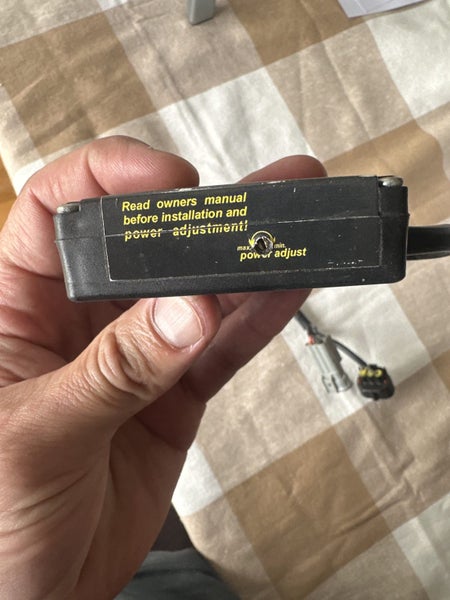 Read owners manual
before installation and
power adjustment!
max. min.
power adjust